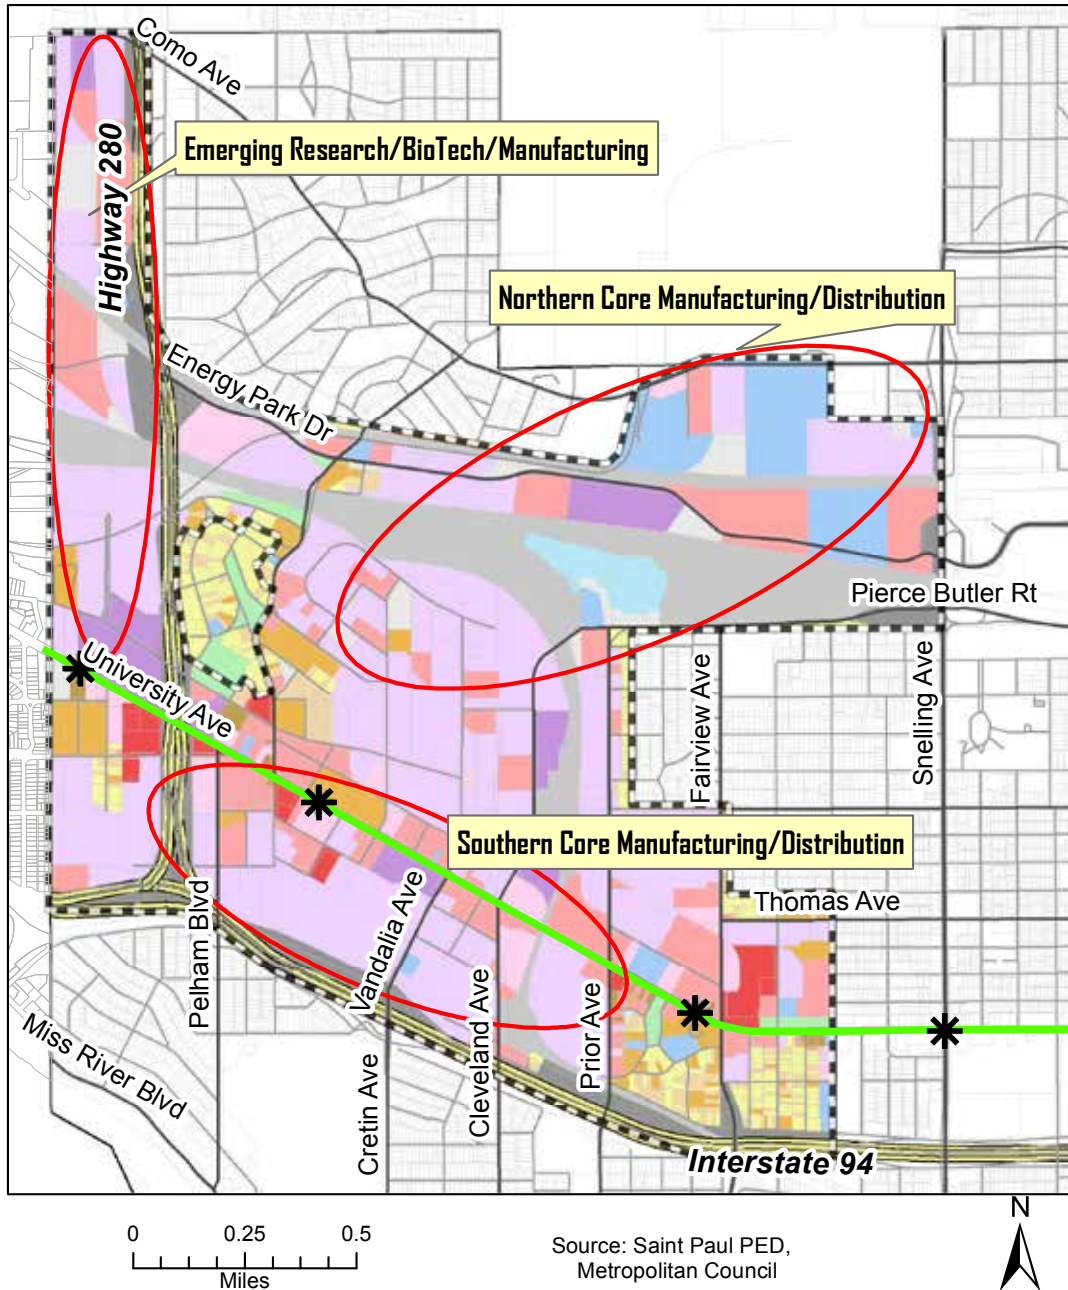 Como Ave
Emerging Research/BioTech/Manufacturing
Highway 280
Northern Core Manufacturing/Distribution
Energy Park Dr
Pierce Butler Rt
University Ave
Fairview Ave
Snelling Ave
Southern Core Manufacturing/Distribution
Thomas Ave
Pelham Blvd
Vandalia Ave
Cleveland Ave
Prior Ave
Miss River Blvd
Cretin Ave
Interstate 94
N
0 0.25 0.5
Miles
Source: Saint Paul PED,
Metropolitan Council